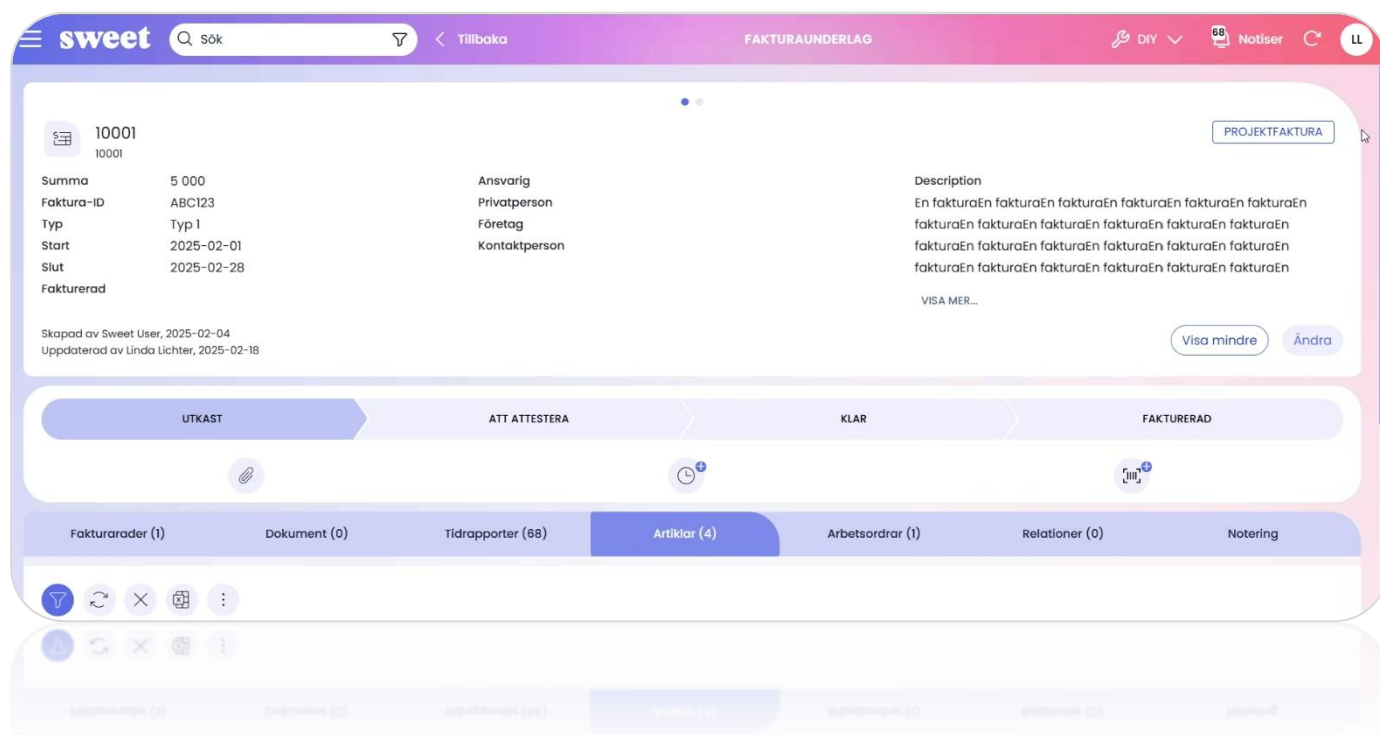 sweet
Sök
Tillbaka
FAKTURAUNDERLAG
DIY
68
Notiser
LL
10001
10001
PROJEKTFAKTURA
Summa 5 000
Faktura-ID ABC123
Typ Typ 1
Start 2025-02-01
Slut 2025-02-28
Fakturerad
Ansvarig
Privatperson
Företag
Kontaktperson
Description
En fakturaEn fakturaEn fakturaEn fakturaEn fakturaEn fakturaEn
fakturaEn fakturaEn fakturaEn fakturaEn fakturaEn fakturaEn
fakturaEn fakturaEn fakturaEn fakturaEn fakturaEn fakturaEn
fakturaEn fakturaEn fakturaEn fakturaEn fakturaEn fakturaEn
VISA MER...
Skapad av Sweet User, 2025-02-04
Uppdaterad av Linda Lichter, 2025-02-18
Visa mindre
Ändra
UTKAST
ATT ATTESTERA
KLAR
FAKTURERAD
Fakturarader (1)
Dokument (0)
Tidrapporter (68)
Artiklar (4)
Arbetsordrar (1)
Relationer (0)
Notering